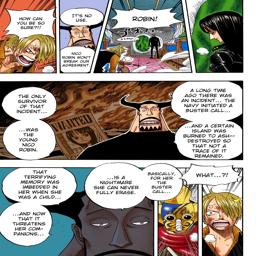 ROBIN!
IT'S NO
USE.
NICO
ROBIN WON'T
BREAK OUR
AGREEMENT
HOW CAN
YOU BE SO
SURE?!!
A LONG TIME
AGO THERE WAS
AN INCIDENT... THE
NAVY INITIATED A
BUSTER CALL...
...AND A CERTAIN
ISLAND WAS
BURNED TO ASH—
DESTROYED SO
THAT NOT
A TRACE OF IT
REMAINED.
THE ONLY
SURVIVOR
OF THAT
INCIDENT...
...WAS
THE
YOUNG
NICO
ROBIN.
WANTED
WHAT...?!
BASICALLY,
FOR HER
THE
BUSTER
CALL...
...IS A
NIGHTMARE
SHE CAN NEVER
FULLY ERASE.
THAT
TERRIFYING
MEMORY WAS
IMBEDDED IN
HER WHEN SHE
WAS A CHILD...
...AND NOW
THAT IT
THREATENS
HER COM-
PANIONS...